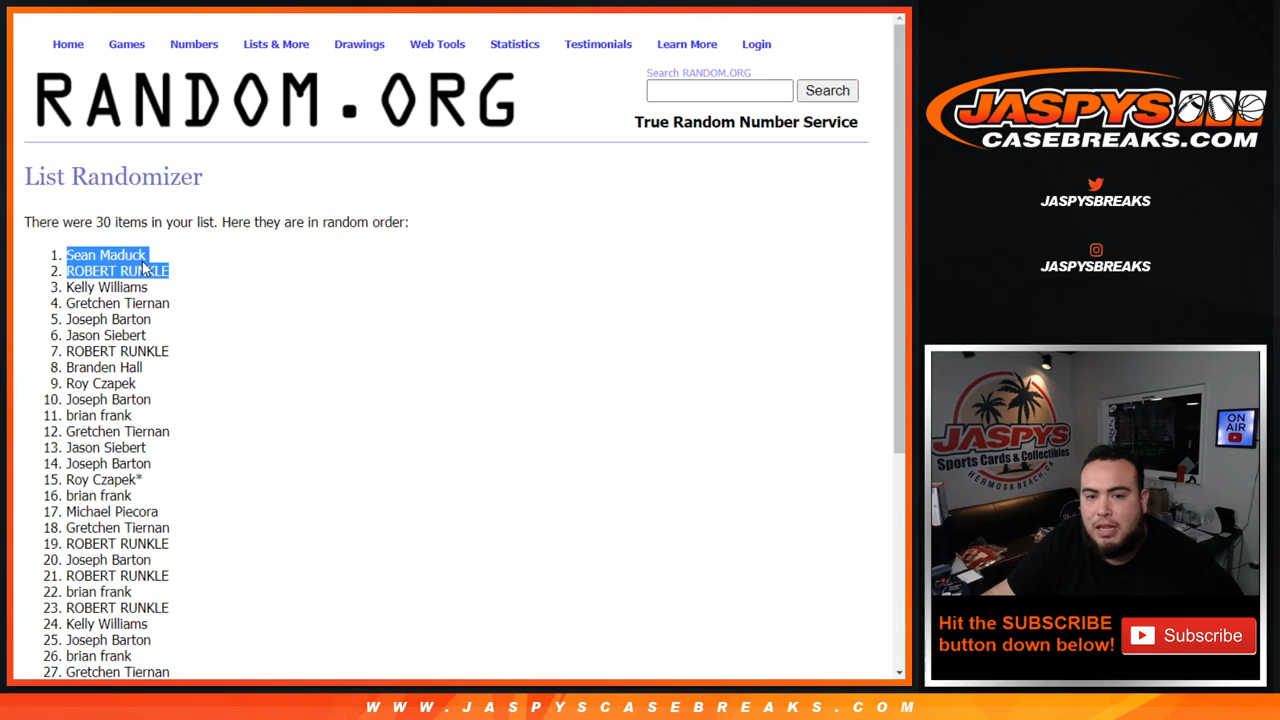 Home Games Numbers Lists & More Drawings Web Tools Statistics Testimonials Learn More Login
RANDOM.ORG
Search RANDOM.ORG
Search
True Random Number Service
List Randomizer
There were 30 items in your list. Here they are in random order:
1. Sean Maduck
2. ROBERT RUNKLE
3. Kelly Williams
4. Gretchen Tiernan
5. Joseph Barton
6. Jason Siebert
7. ROBERT RUNKLE
8. Branden Hall
9. Roy Czapek
10. Joseph Barton
11. brian frank
12. Gretchen Tiernan
13. Jason Siebert
14. Joseph Barton
15. Roy Czapek*
16. brian frank
17. Michael Piecora
18. Gretchen Tiernan
19. ROBERT RUNKLE
20. Joseph Barton
21. ROBERT RUNKLE
22. brian frank
23. ROBERT RUNKLE
24. Kelly Williams
25. Joseph Barton
26. brian frank
27. Gretchen Tiernan
JASPYS
CASEBREAKS.COM
JASPYSBREAKS
JASPYSBREAKS
JASPYS
Sports Cards & Collectibles
HERMOSA BEACH, CA
ON
AIR
Hit the SUBSCRIBE
button down below!
Subscribe
WWW.JASPYSCASEBREAKS.COM